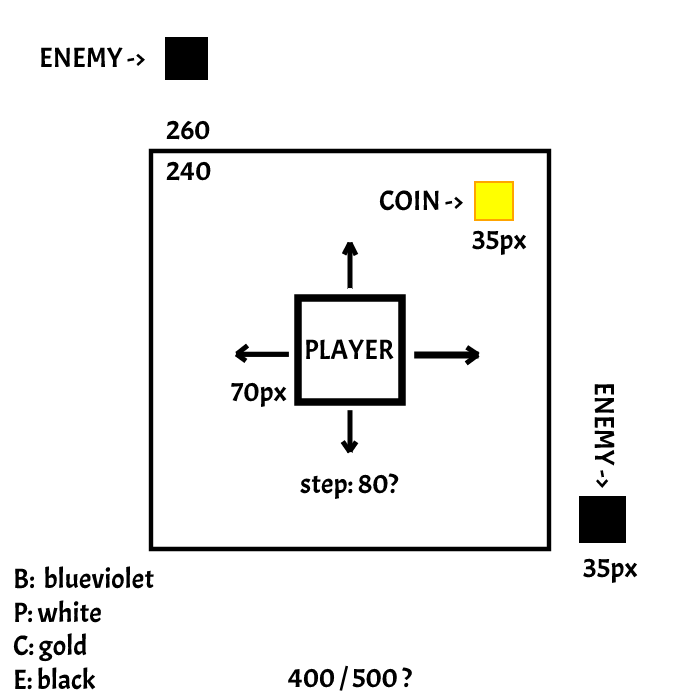 ENEMY ->
260
240
COIN ->
35px
PLAYER
70px
ENEMY ->
step: 80?
35px
B: blueviolet
P: white
C: gold
E: black
400 / 500 ?